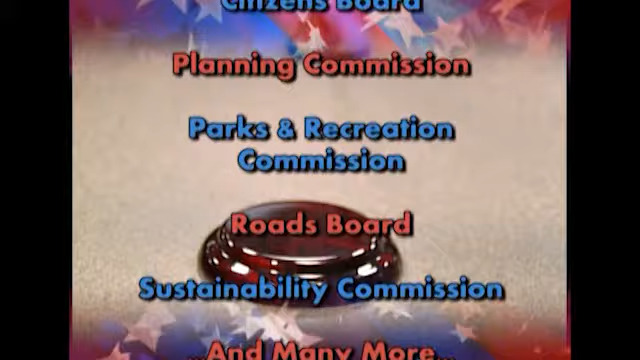 Citizens Board
Planning Commission
Parks & Recreation
Commission
Roads Board
Sustainability Commission
...And Many More...